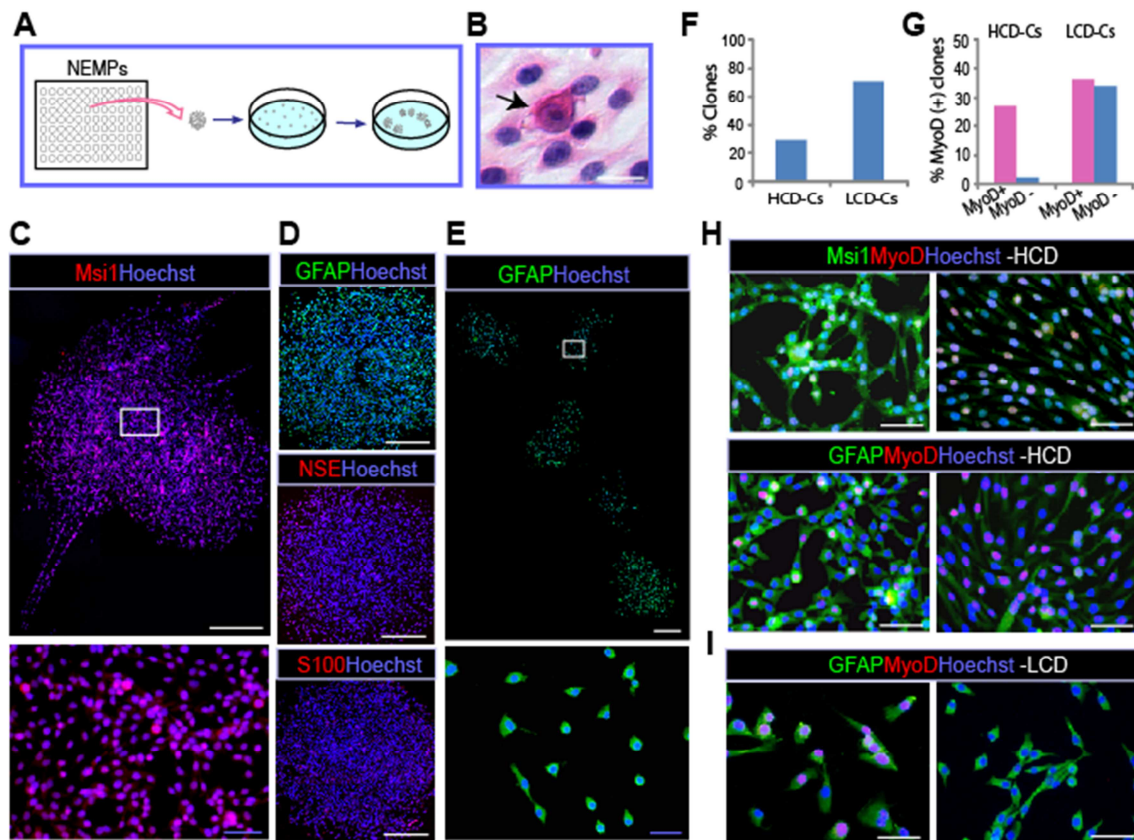 A
NEMPs
B
F
% Clones
100
80
60
40
20
0
HCD-Cs LCD-Cs
G
HCD-Cs LCD-Cs
% MyoD (+) clones
50
40
30
20
10
0
MyoD+ MyoD - MyoD+ MyoD -
C
Msi1Hoechst
D
GFAPHoechst
NSEHoechst
S100Hoechst
E
GFAPHoechst
H
Msi1MyoDHoechst -HCD
GFAPMyoDHoechst -HCD
I
GFAPMyoDHoechst -LCD